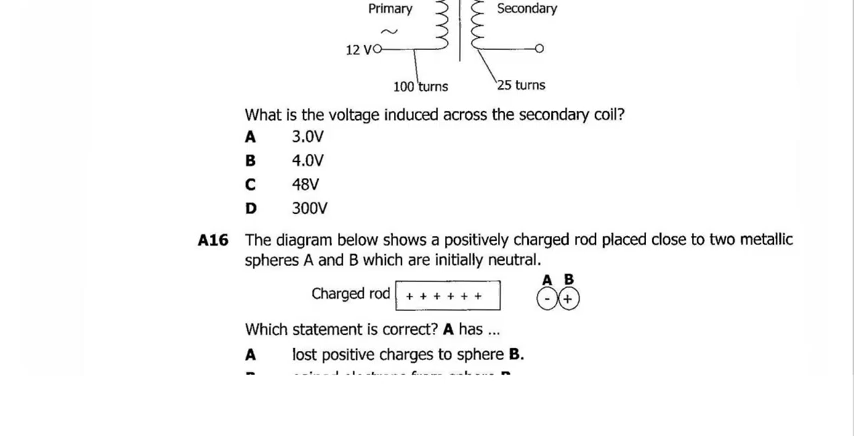 Primary
Secondary
~
12 V
100 turns
25 turns
What is the voltage induced across the secondary coil?
A 3.0V
B 4.0V
C 48V
D 300V
A16 The diagram below shows a positively charged rod placed close to two metallic
spheres A and B which are initially neutral.
A B
Charged rod + + + + + + - +
Which statement is correct? A has ...
A lost positive charges to sphere B.